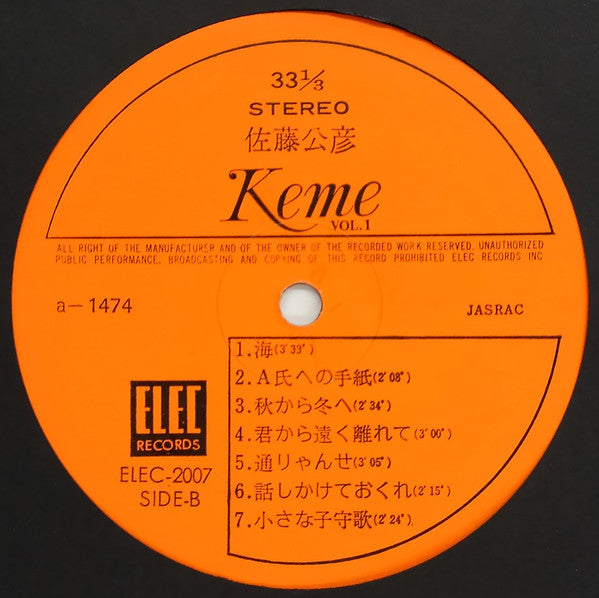 33⅓
STEREO
佐藤公彦
Keme
VOL.1
ALL RIGHT OF THE MANUFACTURER AND OF THE OWNER OF THE RECORDED WORK RESERVED. UNAUTHORIZED
PUBLIC PERFORMANCE, BROADCASTING AND COPYING OF THIS RECORD PROHIBITED ELEC RECORDS INC
a-1474
JASRAC
1.海(3'33")
2.A氏への手紙(2'08")
3.秋から冬へ(2'34")
4.君から遠く離れて(3'00")
5.通りゃんせ(3'05")
6.話しかけておくれ(2'15")
7.小さな子守歌(2'24")
ELEC
RECORDS
ELEC-2007
SIDE-B